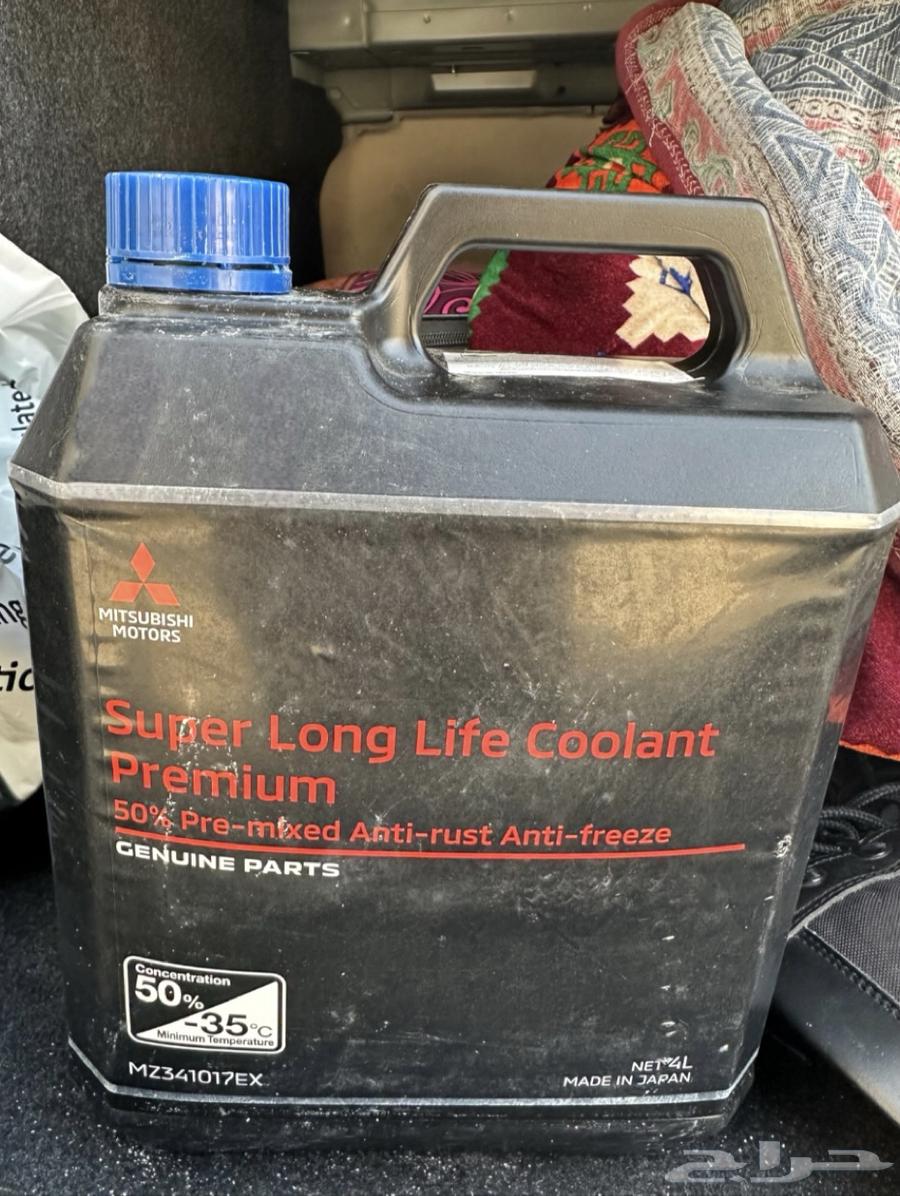 MITSUBISHI
MOTORS
Super Long Life Coolant
Premium
50% Pre-mixed Anti-rust Anti-freeze
GENUINE PARTS
Concentration
50%
-35°C
Minimum Temperature
MZ341017EX
NET 4L
MADE IN JAPAN
حراج